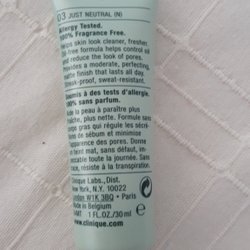 03 JUST NEUTRAL (N)
Allergy Tested.
100% Fragrance Free.
Helps skin look cleaner, fresher.
Oil-free formula helps control oil
and reduce the look of pores.
Provides a moderate, perfecting,
matte finish that lasts all day.
Streak-proof, sweat-resistant.
Soumis à des tests d'allergie.
100% sans parfum.
Aide la peau à paraître plus
fraîche, plus nette. Formule sans
corps gras qui régule les sécré-
tions de sébum et minimise
l'apparence des pores. Donne
un teint mat, sans défaut, im-
peccable, toute la journée.
Résiste à la transpiration.
Clinique Labs., Dist.
New York, N.Y. 10022
London W1K 3BQ • Paris
Made in Belgium
1 FL.OZ./30 ml ℮
www.clinique.com